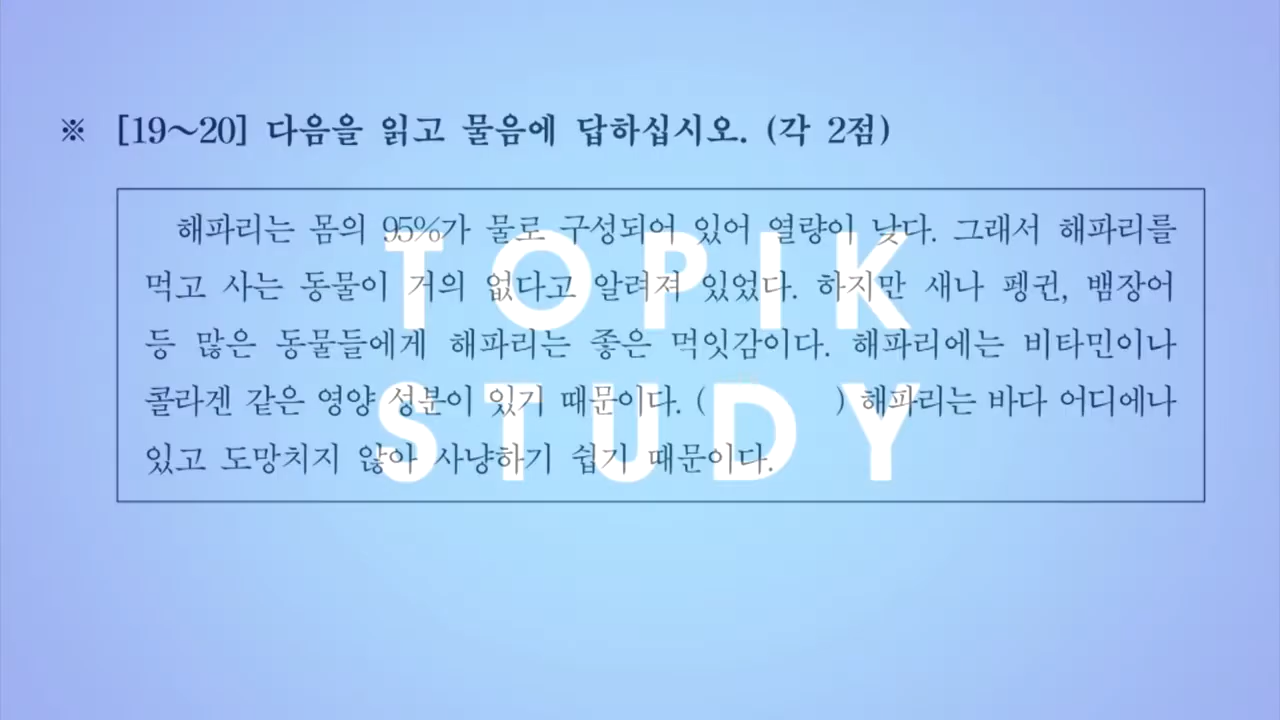 ※ [19～20] 다음을 읽고 물음에 답하십시오. (각 2점)
해파리는 몸의 95%가 물로 구성되어 있어 열량이 낮다. 그래서 해파리를
먹고 사는 동물이 거의 없다고 알려져 있었다. 하지만 새나 펭귄, 뱀장어
등 많은 동물들에게 해파리는 좋은 먹잇감이다. 해파리에는 비타민이나
콜라겐 같은 영양 성분이 있기 때문이다. (          ) 해파리는 바다 어디에나
있고 도망치지 않아 사냥하기 쉽기 때문이다.
TOPIK
STUDY